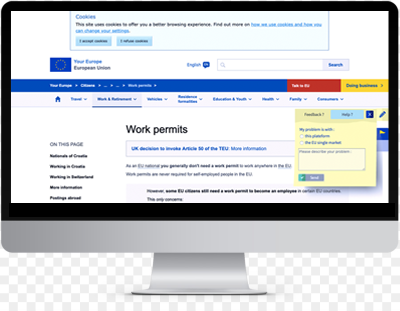 Cookies
This site uses cookies to offer you a better browsing experience. Find out more on how we use cookies and how you
can change your settings.
I accept cookies I refuse cookies
Your Europe
European Union
English EN
Search
Your Europe > Citizens > ... > ... > Work permits
Talk to EU
Doing business >
Travel
Work & Retirement
Vehicles
Residence
formalities
Education & Youth
Health
Family
Consumers
Feedback ?
Help ?
X
My problem is with -
this plateform
the EU single market
Please describe your problem -
Send
ON THIS PAGE
Nationals of Croatia
Working in Croatia
Working in Switzerland
More information
Postings abroad
Work permits
UK decision to invoke Article 50 of the TEU: More information
As an EU national you generally don't need a work permit to work anywhere in the EU.
Work permits are never required for self-employed people in the EU.
However, some EU citizens still need a work permit to become an employee in certain EU countries.
This only concerns: